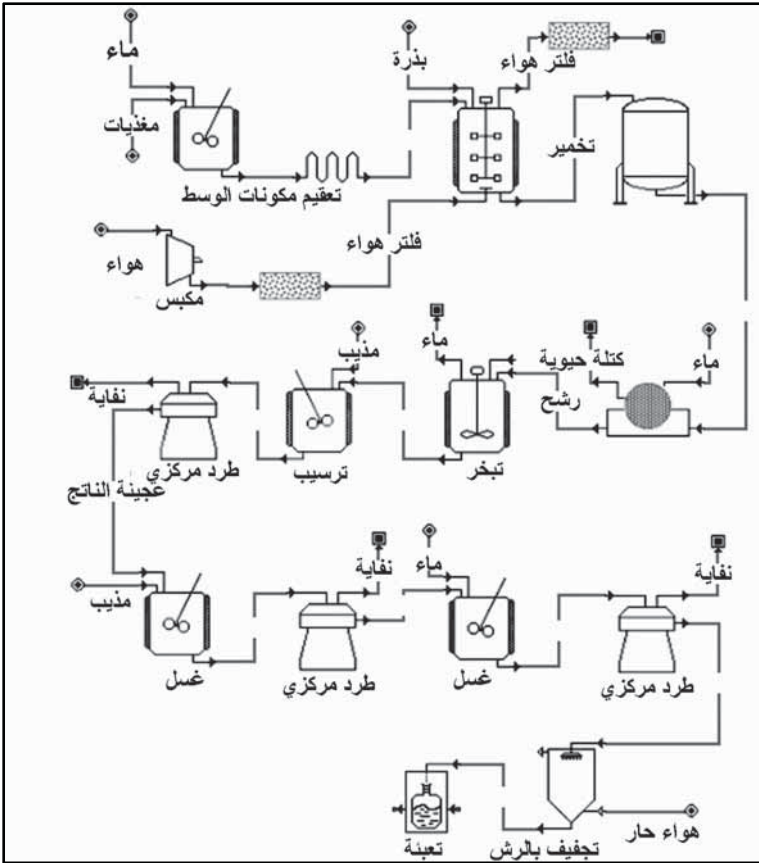 ماء
مغذيات
تعقيم مكونات الوسط
بذرة
فلتر هواء
تخمير
هواء
مكبس
فلتر هواء
ماء
كتلة حيوية
رشح
ماء
تبخر
مذيب
ترسيب
نفاية
طرد مركزي
عجينة الناتج
مذيب
غسل
نفاية
طرد مركزي
ماء
غسل
نفاية
طرد مركزي
هواء حار
تجفيف بالرش
تعبئة